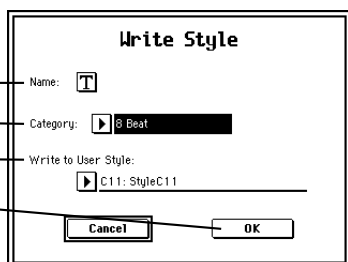 Write Style
Name: T
Category: 8 Beat
Write to User Style:
C11: StyleC11
Cancel OK